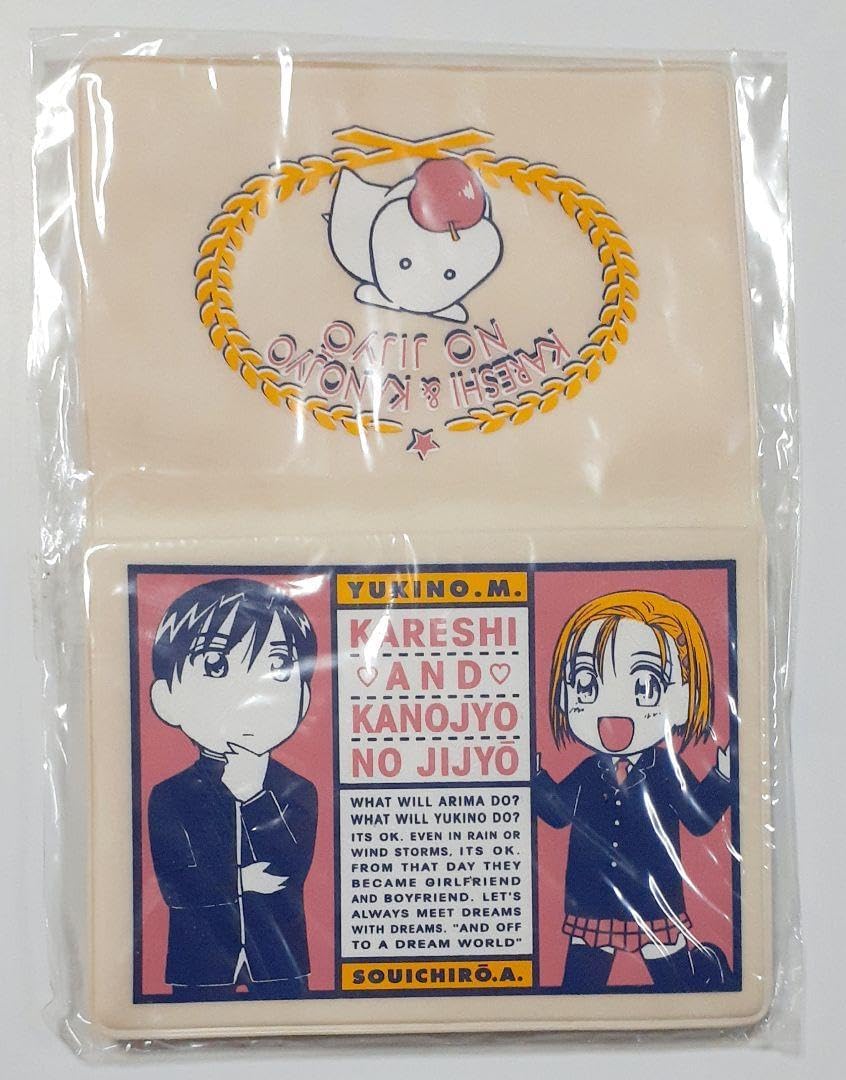 KARESHI & KANOJYO
NO JIJYO
YUKINO.M.
KARESHI
♡AND♡
KANOJYO
NO JIJYŌ
WHAT WILL ARIMA DO?
WHAT WILL YUKINO DO?
ITS OK. EVEN IN RAIN OR
WIND STORMS, ITS OK.
FROM THAT DAY THEY
BECAME GIRLFRIEND
AND BOYFRIEND. LET'S
ALWAYS MEET DREAMS
WITH DREAMS. "AND OFF
TO A DREAM WORLD"
SOUICHIRŌ.A.